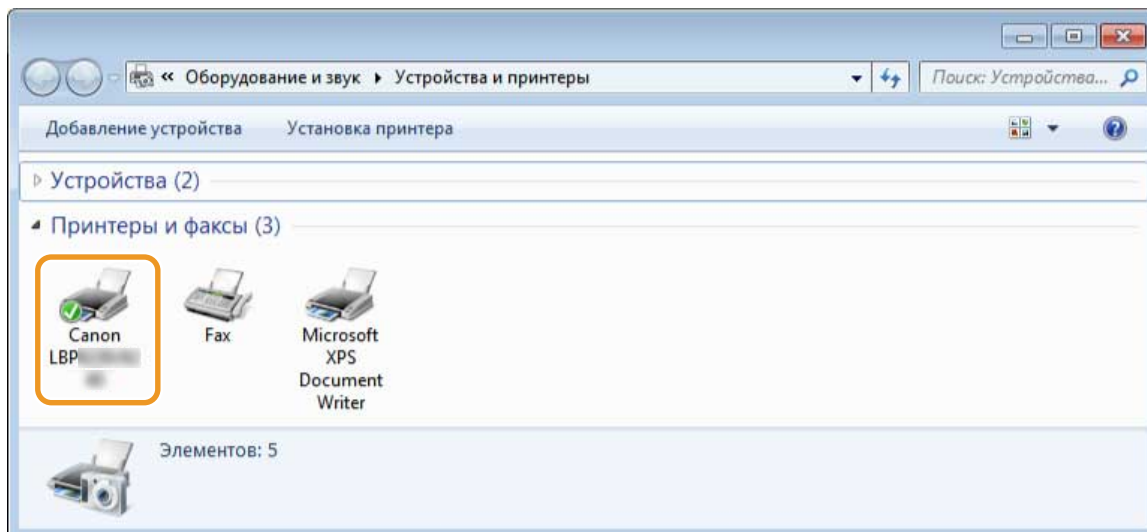 « Оборудование и звук ▸ Устройства и принтеры
Поиск: Устройства...
Добавление устройства Установка принтера
Устройства (2)
Принтеры и факсы (3)
Canon
LBP
Fax
Microsoft
XPS
Document
Writer
Элементов: 5